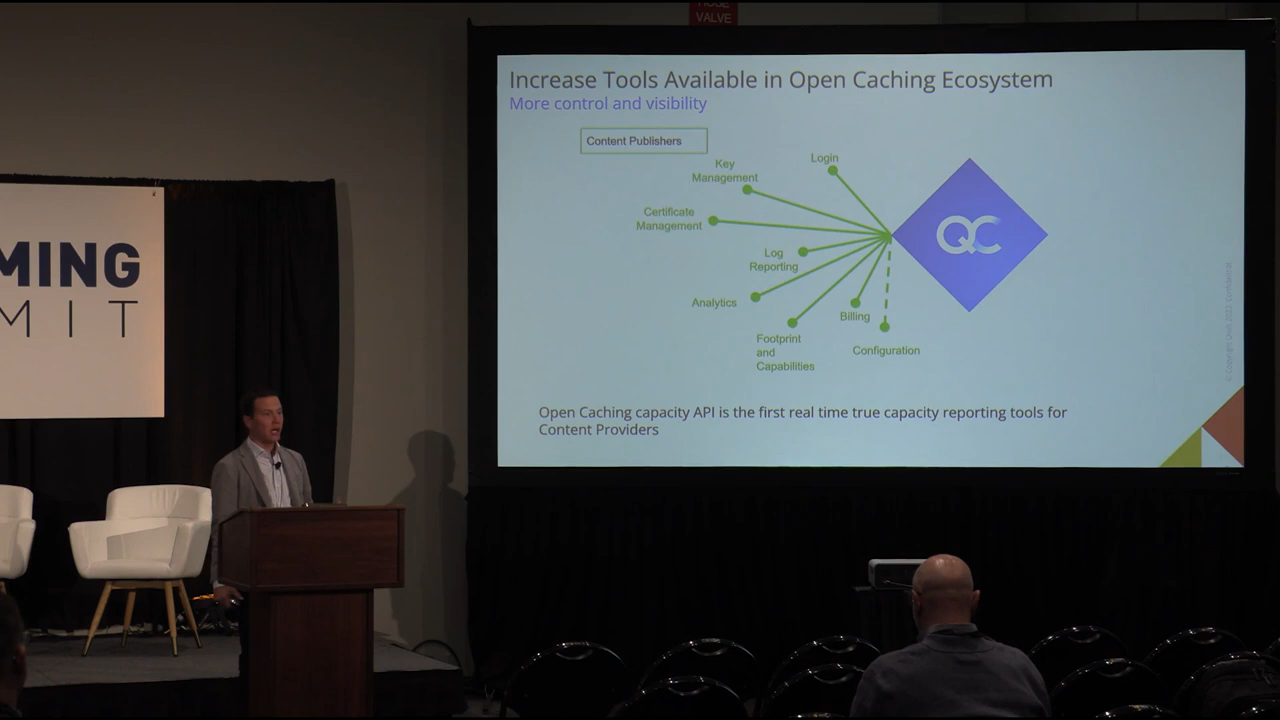 HOSE
VALVE
MING
MIT
Increase Tools Available in Open Caching Ecosystem
More control and visibility
Content Publishers
Key
Management
Login
Certificate
Management
Log
Reporting
Analytics
Billing
Footprint
and
Capabilities
Configuration
QC
Open Caching capacity API is the first real time true capacity reporting tools for
Content Providers